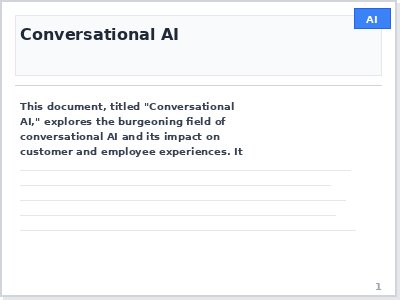 AI
Conversational AI
This document, titled "Conversational
AI," explores the burgeoning field of
conversational AI and its impact on
customer and employee experiences. It
1